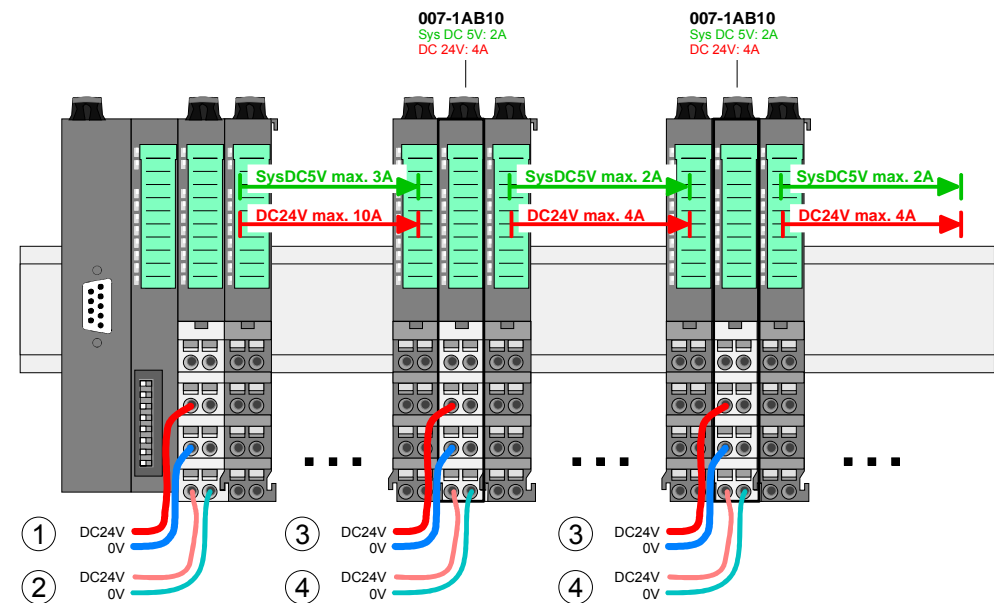 007-1AB10
Sys DC 5V: 2A
DC 24V: 4A
007-1AB10
Sys DC 5V: 2A
DC 24V: 4A
SysDC5V max. 3A
SysDC5V max. 2A
SysDC5V max. 2A
DC24V max. 10A
DC24V max. 4A
DC24V max. 4A
1
DC24V
0V
3
DC24V
0V
3
DC24V
0V
2
DC24V
0V
4
DC24V
0V
4
DC24V
0V